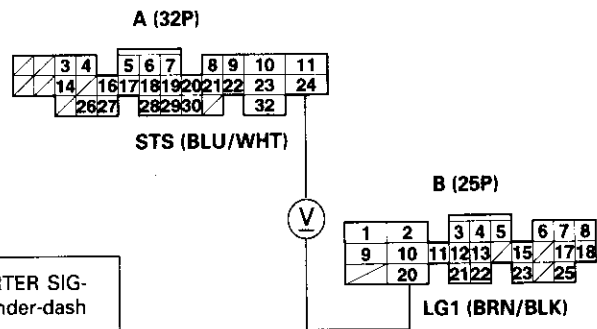 A (32P)
3 4 5 6 7 8 9 10 11
14 16 17 18 19 20 21 22 23 24
26 27 28 29 30 32
STS (BLU/WHT)
V
B (25P)
1 2 3 4 5 6 7 8
9 10 11 12 13 15 17 18
20 21 22 23 25
LG1 (BRN/BLK)
RTER SIG-
nder-dash